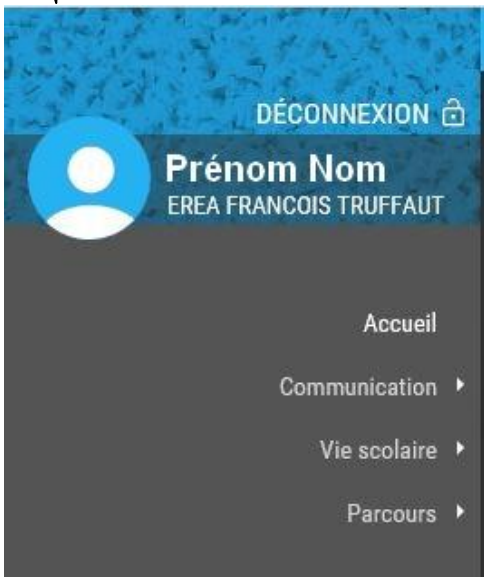 DÉCONNEXION
Prénom Nom
EREA FRANCOIS TRUFFAUT
Accueil
Communication
Vie scolaire
Parcours